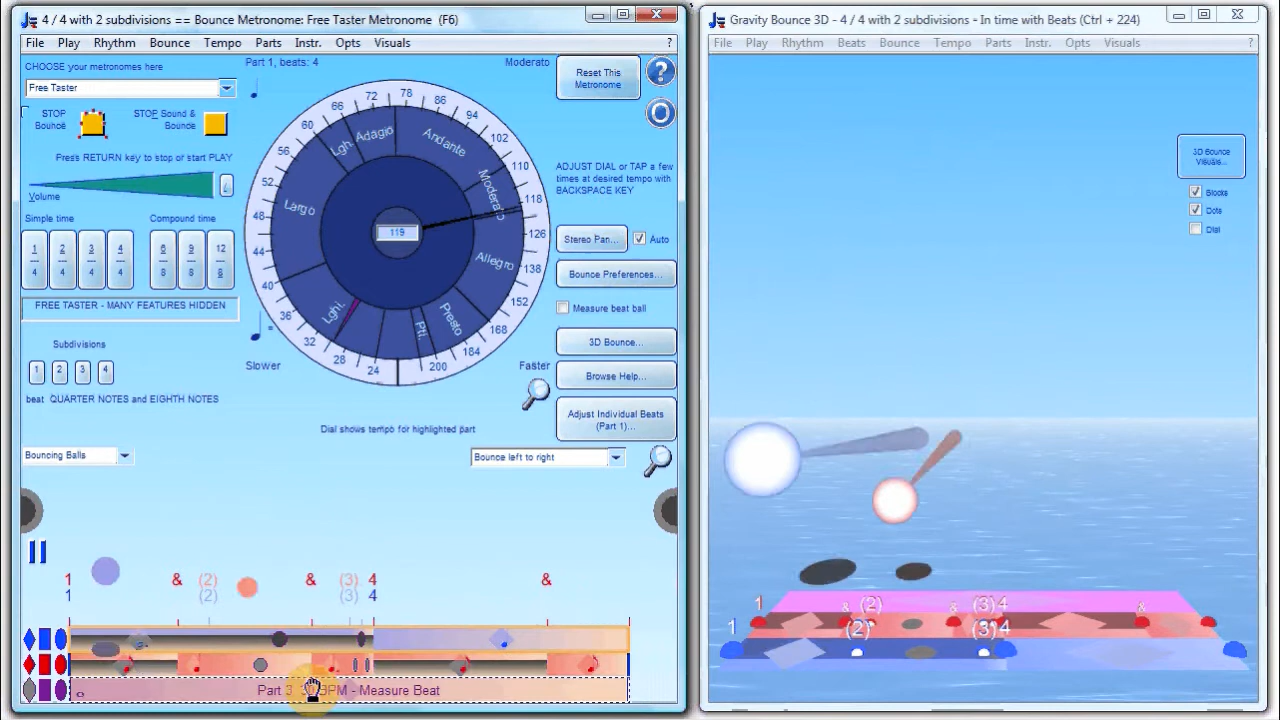 4 / 4 with 2 subdivisions == Bounce Metronome: Free Taster Metronome (F6)
File Play Rhythm Bounce Tempo Parts Instr. Opts Visuals ?
CHOOSE your metronomes here
Free Taster
Part 1, beats: 4
Moderato
Reset This
Metronome
?
O
STOP
Bounce
STOP Sound &
Bounce
Press RETURN key to stop or start PLAY
Volume
Simple time
Compound time
1 2 3 4 6 9 12
4 4 4 4 8 8 8
FREE TASTER - MANY FEATURES HIDDEN
Subdivisions
1 2 3 4
beat QUARTER NOTES and EIGHTH NOTES
24 28 32 36 40 44 48 52 56 60 66 72 78 86 94 102 110 118 126 138 152 168 184 200
Lght. Largo Lgh. Adagio Andante Moderato Allegro Presto Pti.
119
Slower
Faster
Dial shows tempo for highlighted part
ADJUST DIAL or TAP a few
times at desired tempo with
BACKSPACE KEY
Stereo Pan...
Auto
Bounce Preferences...
Measure beat ball
3D Bounce...
Browse Help...
Adjust Individual Beats
(Part 1)...
Bouncing Balls
Bounce left to right
1 & (2) & (3) 4 &
1 (2) (3) 4
BPM - Measure Beat
Gravity Bounce 3D - 4 / 4 with 2 subdivisions - In time with Beats (Ctrl + 224)
File Play Rhythm Beats Bounce Tempo Parts Instr. Opts Visuals ?
3D Bounce
Visuals...
Blocks
Dots
Dial
1 & (2) & (3) 4 &
1 (2) (3) 4